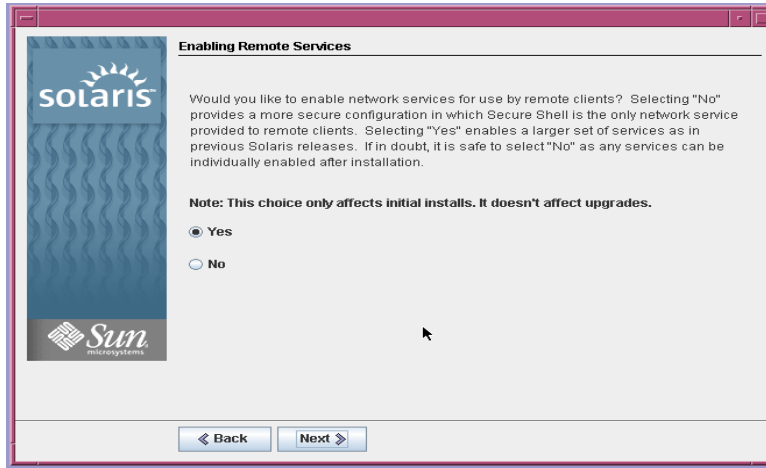 Enabling Remote Services
solaris
Would you like to enable network services for use by remote clients? Selecting "No"
provides a more secure configuration in which Secure Shell is the only network service
provided to remote clients. Selecting "Yes" enables a larger set of services as in
previous Solaris releases. If in doubt, it is safe to select "No" as any services can be
individually enabled after installation.
Note: This choice only affects initial installs. It doesn't affect upgrades.
Yes
No
Sun
microsystems
Back
Next